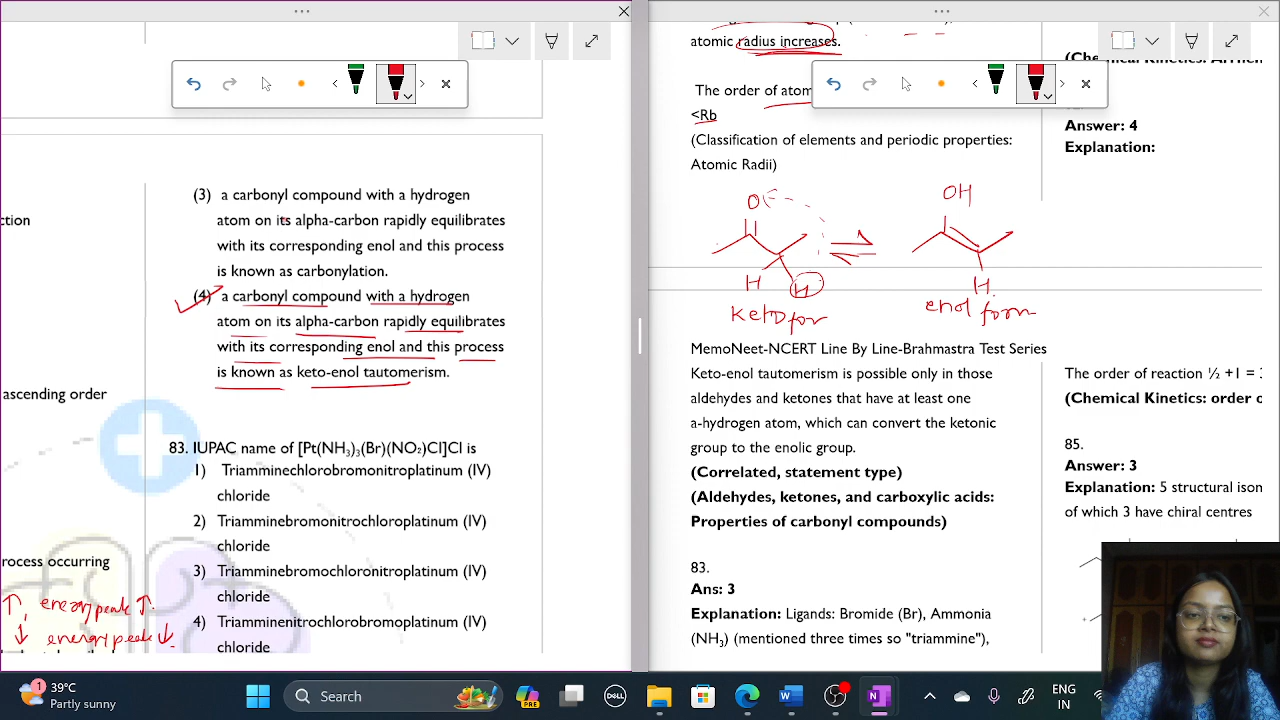 (3) a carbonyl compound with a hydrogen
atom on its alpha-carbon rapidly equilibrates
with its corresponding enol and this process
is known as carbonylation.
(4) a carbonyl compound with a hydrogen
atom on its alpha-carbon rapidly equilibrates
with its corresponding enol and this process
is known as keto-enol tautomerism.
ction
ascending order
rocess occurring
↑ energy peak ↑.
↓ energy peak ↓.
83. IUPAC name of [Pt(NH₃)₃(Br)(NO₂)Cl]Cl is
1) Triamminechlorobromonitroplatinum (IV)
chloride
2) Triamminebromonitrochloroplatinum (IV)
chloride
3) Triamminebromochloronitroplatinum (IV)
chloride
4) Triamminenitrochlorobromoplatinum (IV)
chloride
atomic radius increases.
The order of atom
<Rb
(Classification of elements and periodic properties:
Atomic Radii)
O
H
H
Keto for
OH
H
enol form
MemoNeet-NCERT Line By Line-Brahmastra Test Series
Keto-enol tautomerism is possible only in those
aldehydes and ketones that have at least one
a-hydrogen atom, which can convert the ketonic
group to the enolic group.
(Correlated, statement type)
(Aldehydes, ketones, and carboxylic acids:
Properties of carbonyl compounds)
83.
Ans: 3
Explanation: Ligands: Bromide (Br), Ammonia
(NH₃) (mentioned three times so "triammine"),
(Chemical Kinetics:
Answer: 4
Explanation:
The order of reaction ½ +1 = 3
(Chemical Kinetics: order o
85.
Answer: 3
Explanation: 5 structural ison
of which 3 have chiral centres
1
39°C
Partly sunny
Search
PRE
DELL
ENG
IN